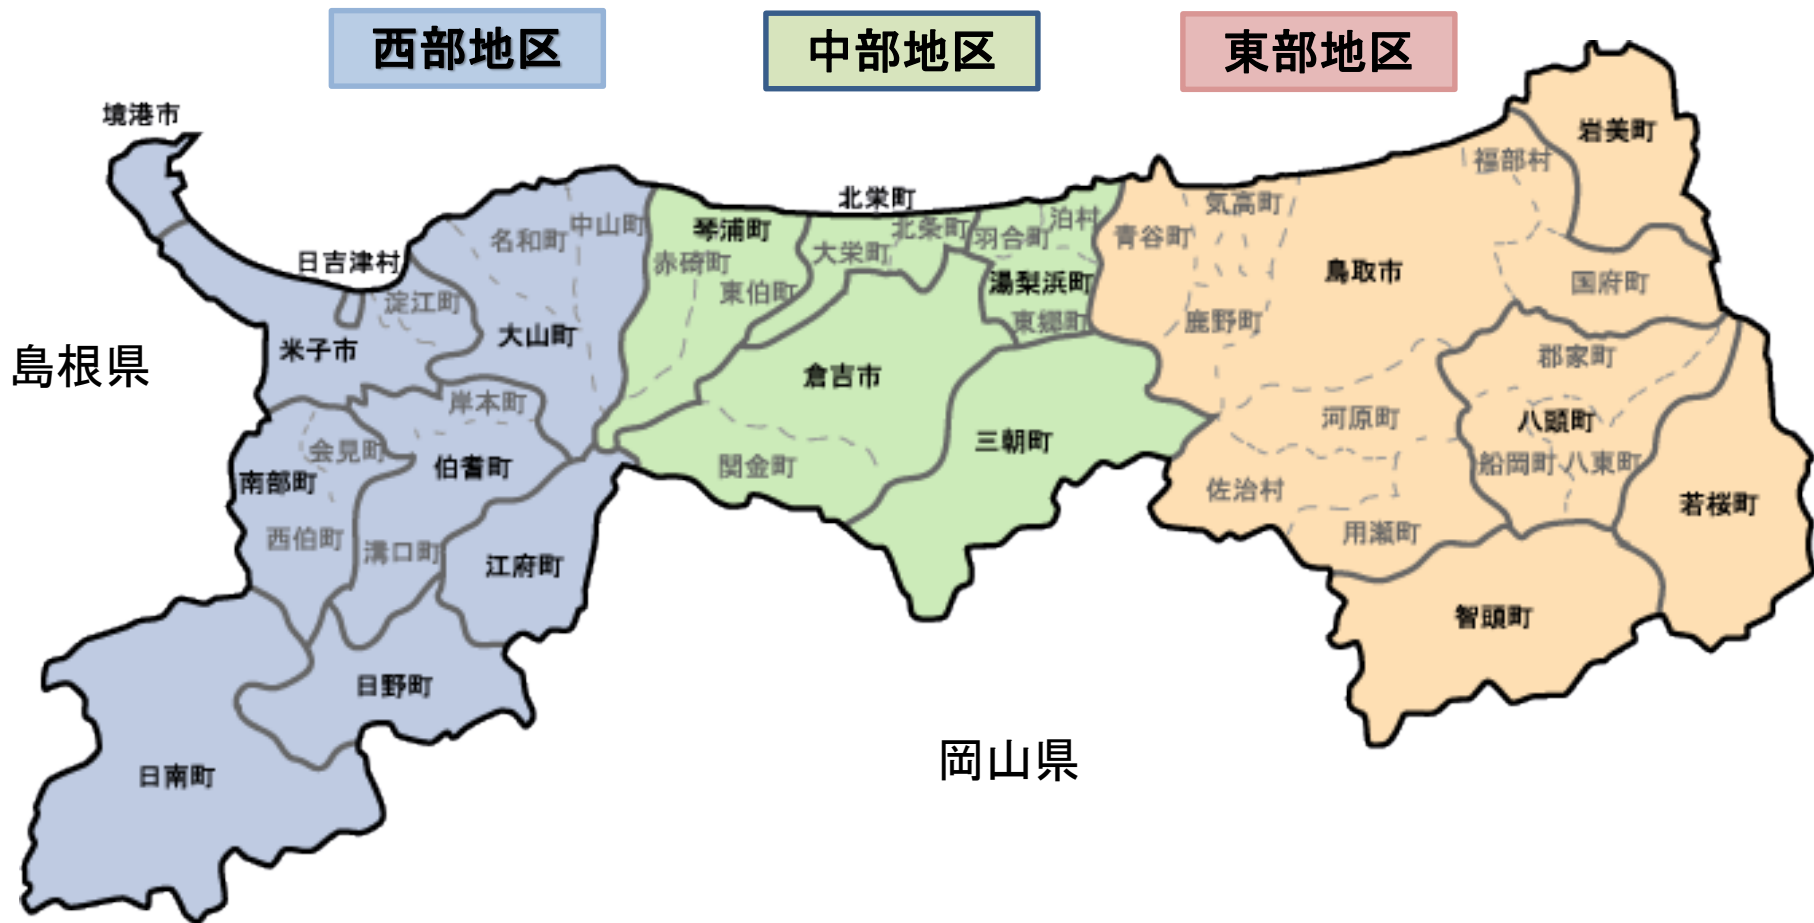 西部地区
中部地区
東部地区
境港市
岩美町
福部村
北栄町
気高町
中山町
名和町
琴浦町
北条町
羽合町
泊村
青谷町
大栄町
赤碕町
日吉津村
鳥取市
国府町
湯梨浜町
東伯町
淀江町
東郷町
鹿野町
大山町
米子市
島根県
郡家町
倉吉市
岸本町
河原町
八頭町
三朝町
会見町
伯耆町
関金町
船岡町
八東町
南部町
佐治村
若桜町
西伯町
溝口町
用瀬町
江府町
智頭町
日野町
岡山県
日南町